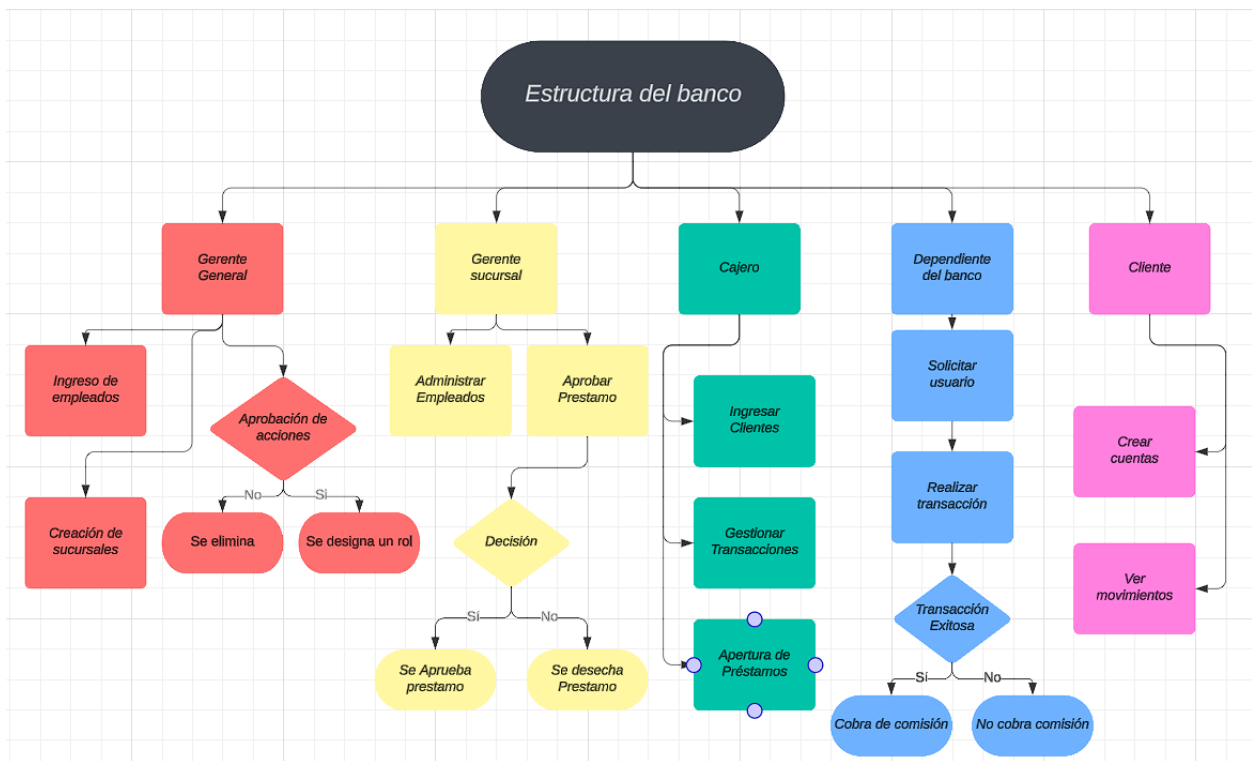 Estructura del banco
Gerente
General
Gerente
sucursal
Cajero
Dependiente
del banco
Cliente
Ingreso de
empleados
Aprobación de
acciones
Creación de
sucursales
No
Sí
Se elimina
Se designa un rol
Administrar
Empleados
Aprobar
Prestamo
Decisión
Sí
No
Se Aprueba
prestamo
Se desecha
Prestamo
Ingresar
Clientes
Gestionar
Transacciones
Apertura de
Préstamos
Solicitar
usuario
Realizar
transacción
Transacción
Exitosa
Sí
No
Cobra de comisión
No cobra comisión
Crear
cuentas
Ver
movimientos